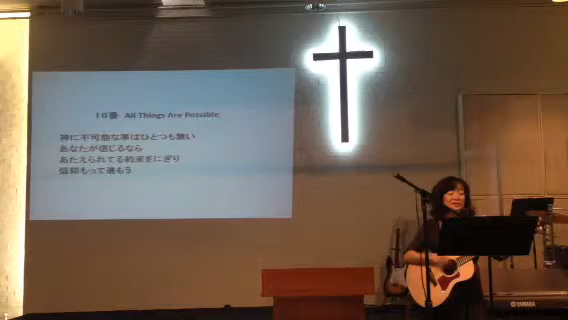 16番 All Things Are Possible
神に不可能な事はひとつも無い
あなたが信じるなら
あたえられてる約束をにぎり
信仰もって進もう
YAMAHA